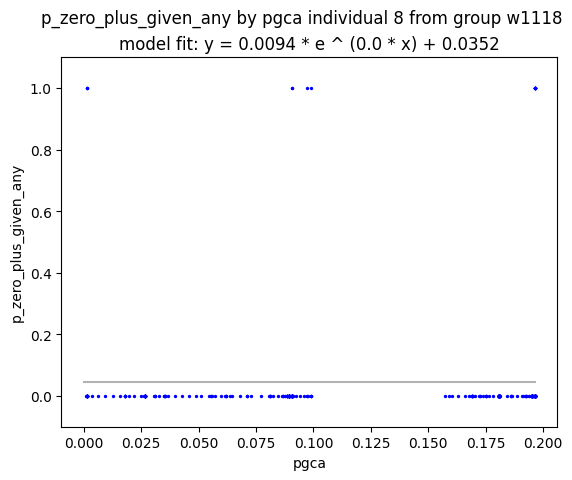 p_zero_plus_given_any by pgca individual 8 from group w1118
model fit: y = 0.0094 * e ^ (0.0 * x) + 0.0352
1.0
0.8
0.6
0.4
0.2
0.0
p_zero_plus_given_any
0.000 0.025 0.050 0.075 0.100 0.125 0.150 0.175 0.200
pgca